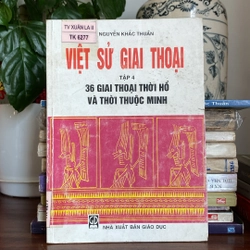 TV XUÂN LA II
TK 6277
NGUYỄN KHẮC THUẦN
VIỆT SỬ GIAI THOẠI
TẬP 4
36 GIAI THOẠI THỜI HỒ
VÀ THỜI THUỘC MINH
NHÀ XUẤT BẢN GIÁO DỤC